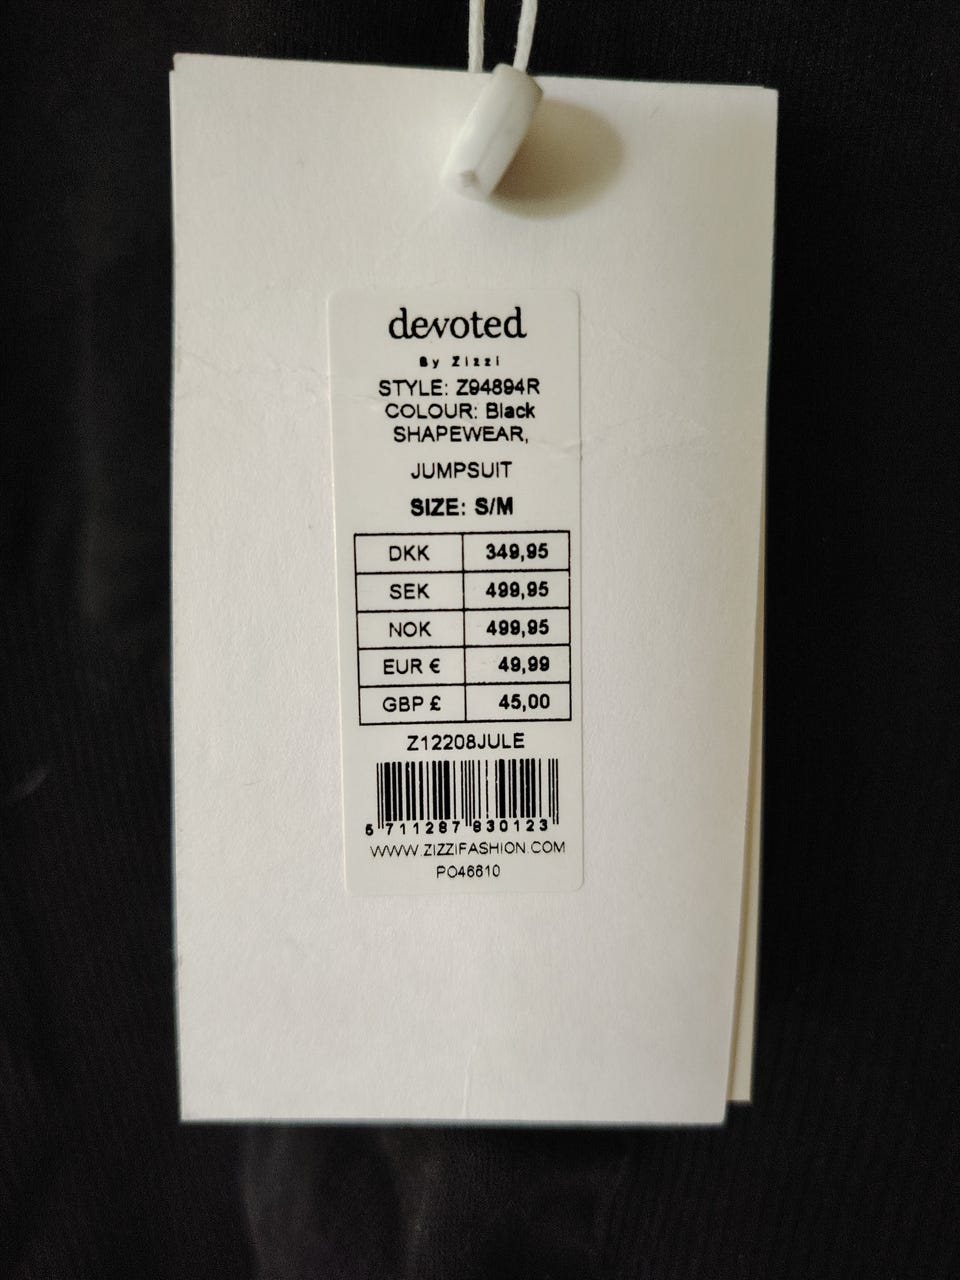 devoted
By Zizzi
STYLE: Z94894R
COLOUR: Black
SHAPEWEAR,
JUMPSUIT
SIZE: S/M
DKK 349,95
SEK 499,95
NOK 499,95
EUR € 49,99
GBP £ 45,00
Z12208JULE
5 711287 830123
WWW.ZIZZIFASHION.COM
PO46610